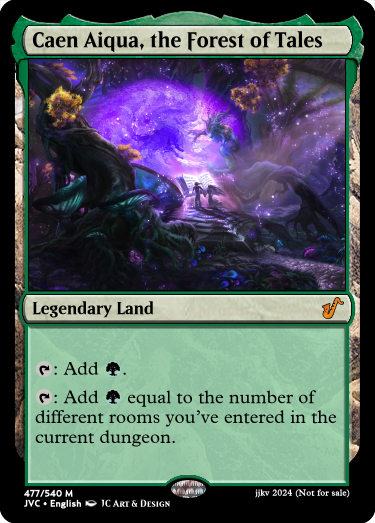 Caen Aiqua, the Forest of Tales
Legendary Land
: Add .
: Add equal to the number of
different rooms you've entered in the
current dungeon.
477/540 M
JVC • English JC Art & Design
jjkv 2024 (Not for sale)